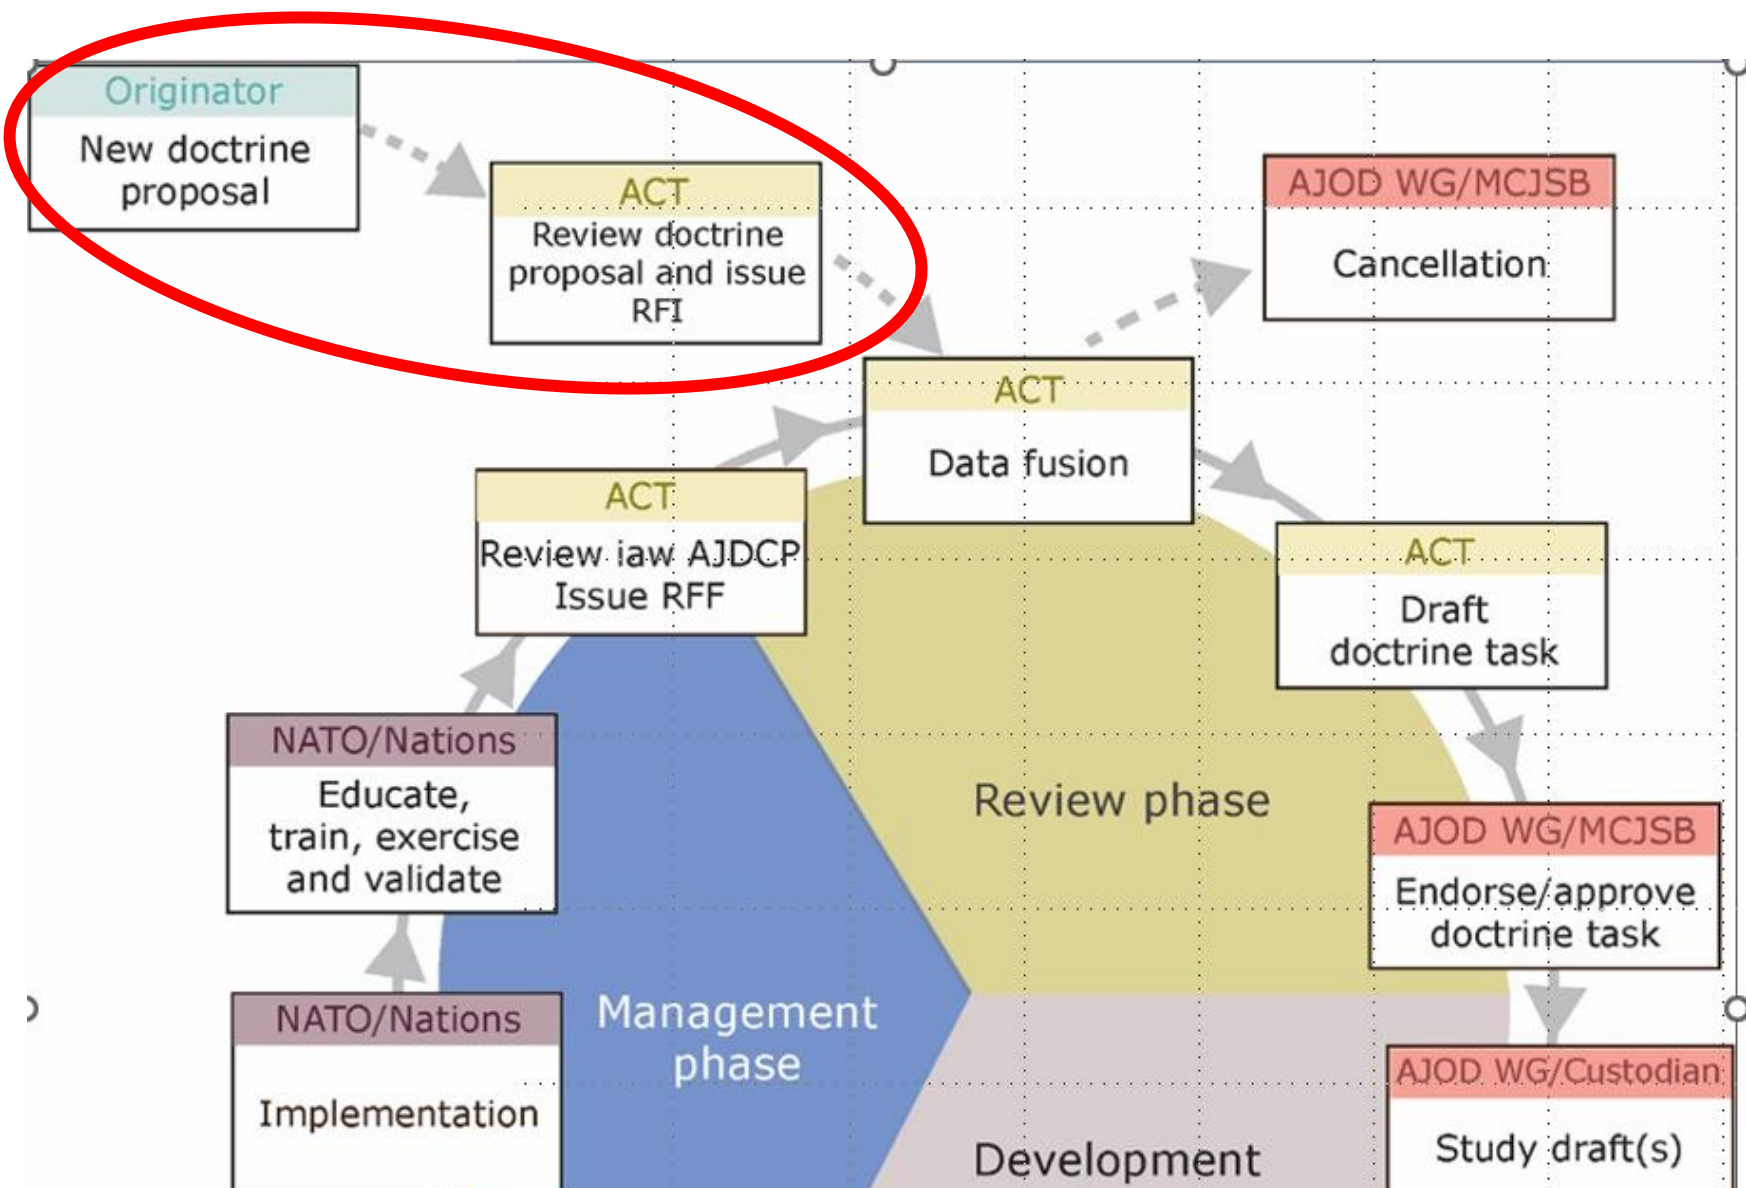 Originator
New doctrine
proposal
ACT
Review doctrine
proposal and issue
RFI
AJOD WG/MCJSB
Cancellation
ACT
Data fusion
ACT
Review iaw AJDCP
Issue RFF
ACT
Draft
doctrine task
NATO/Nations
Educate,
train, exercise
and validate
Review phase
AJOD WG/MCJSB
Endorse/approve
doctrine task
NATO/Nations
Implementation
Management
phase
AJOD WG/Custodian
Study draft(s)
Development